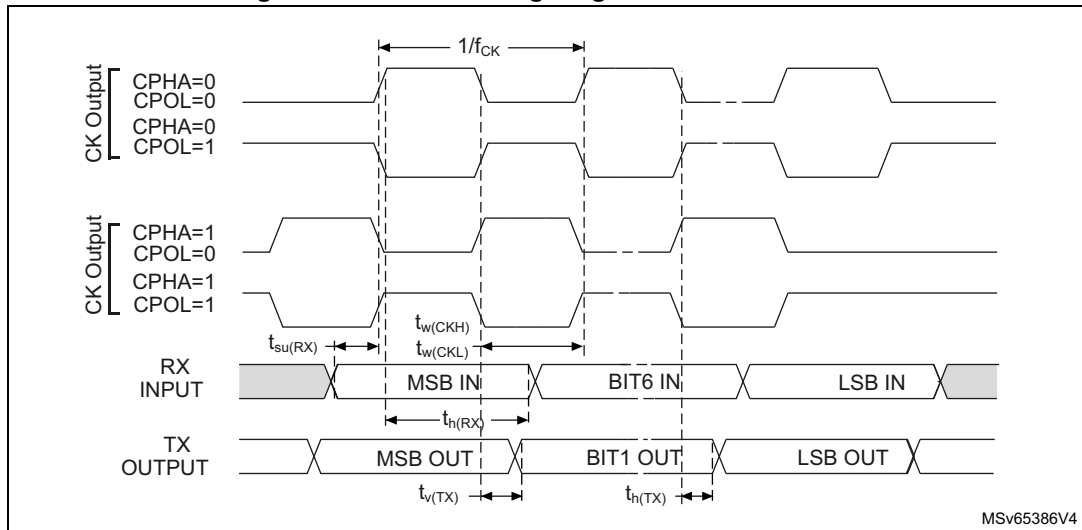 1/fCK
CK Output
CPHA=0
CPOL=0
CPHA=0
CPOL=1
CK Output
CPHA=1
CPOL=0
CPHA=1
CPOL=1
tw(CKH)
tsu(RX)
tw(CKL)
RX
INPUT
MSB IN
BIT6 IN
LSB IN
th(RX)
TX
OUTPUT
MSB OUT
BIT1 OUT
LSB OUT
tv(TX)
th(TX)
MSv65386V4